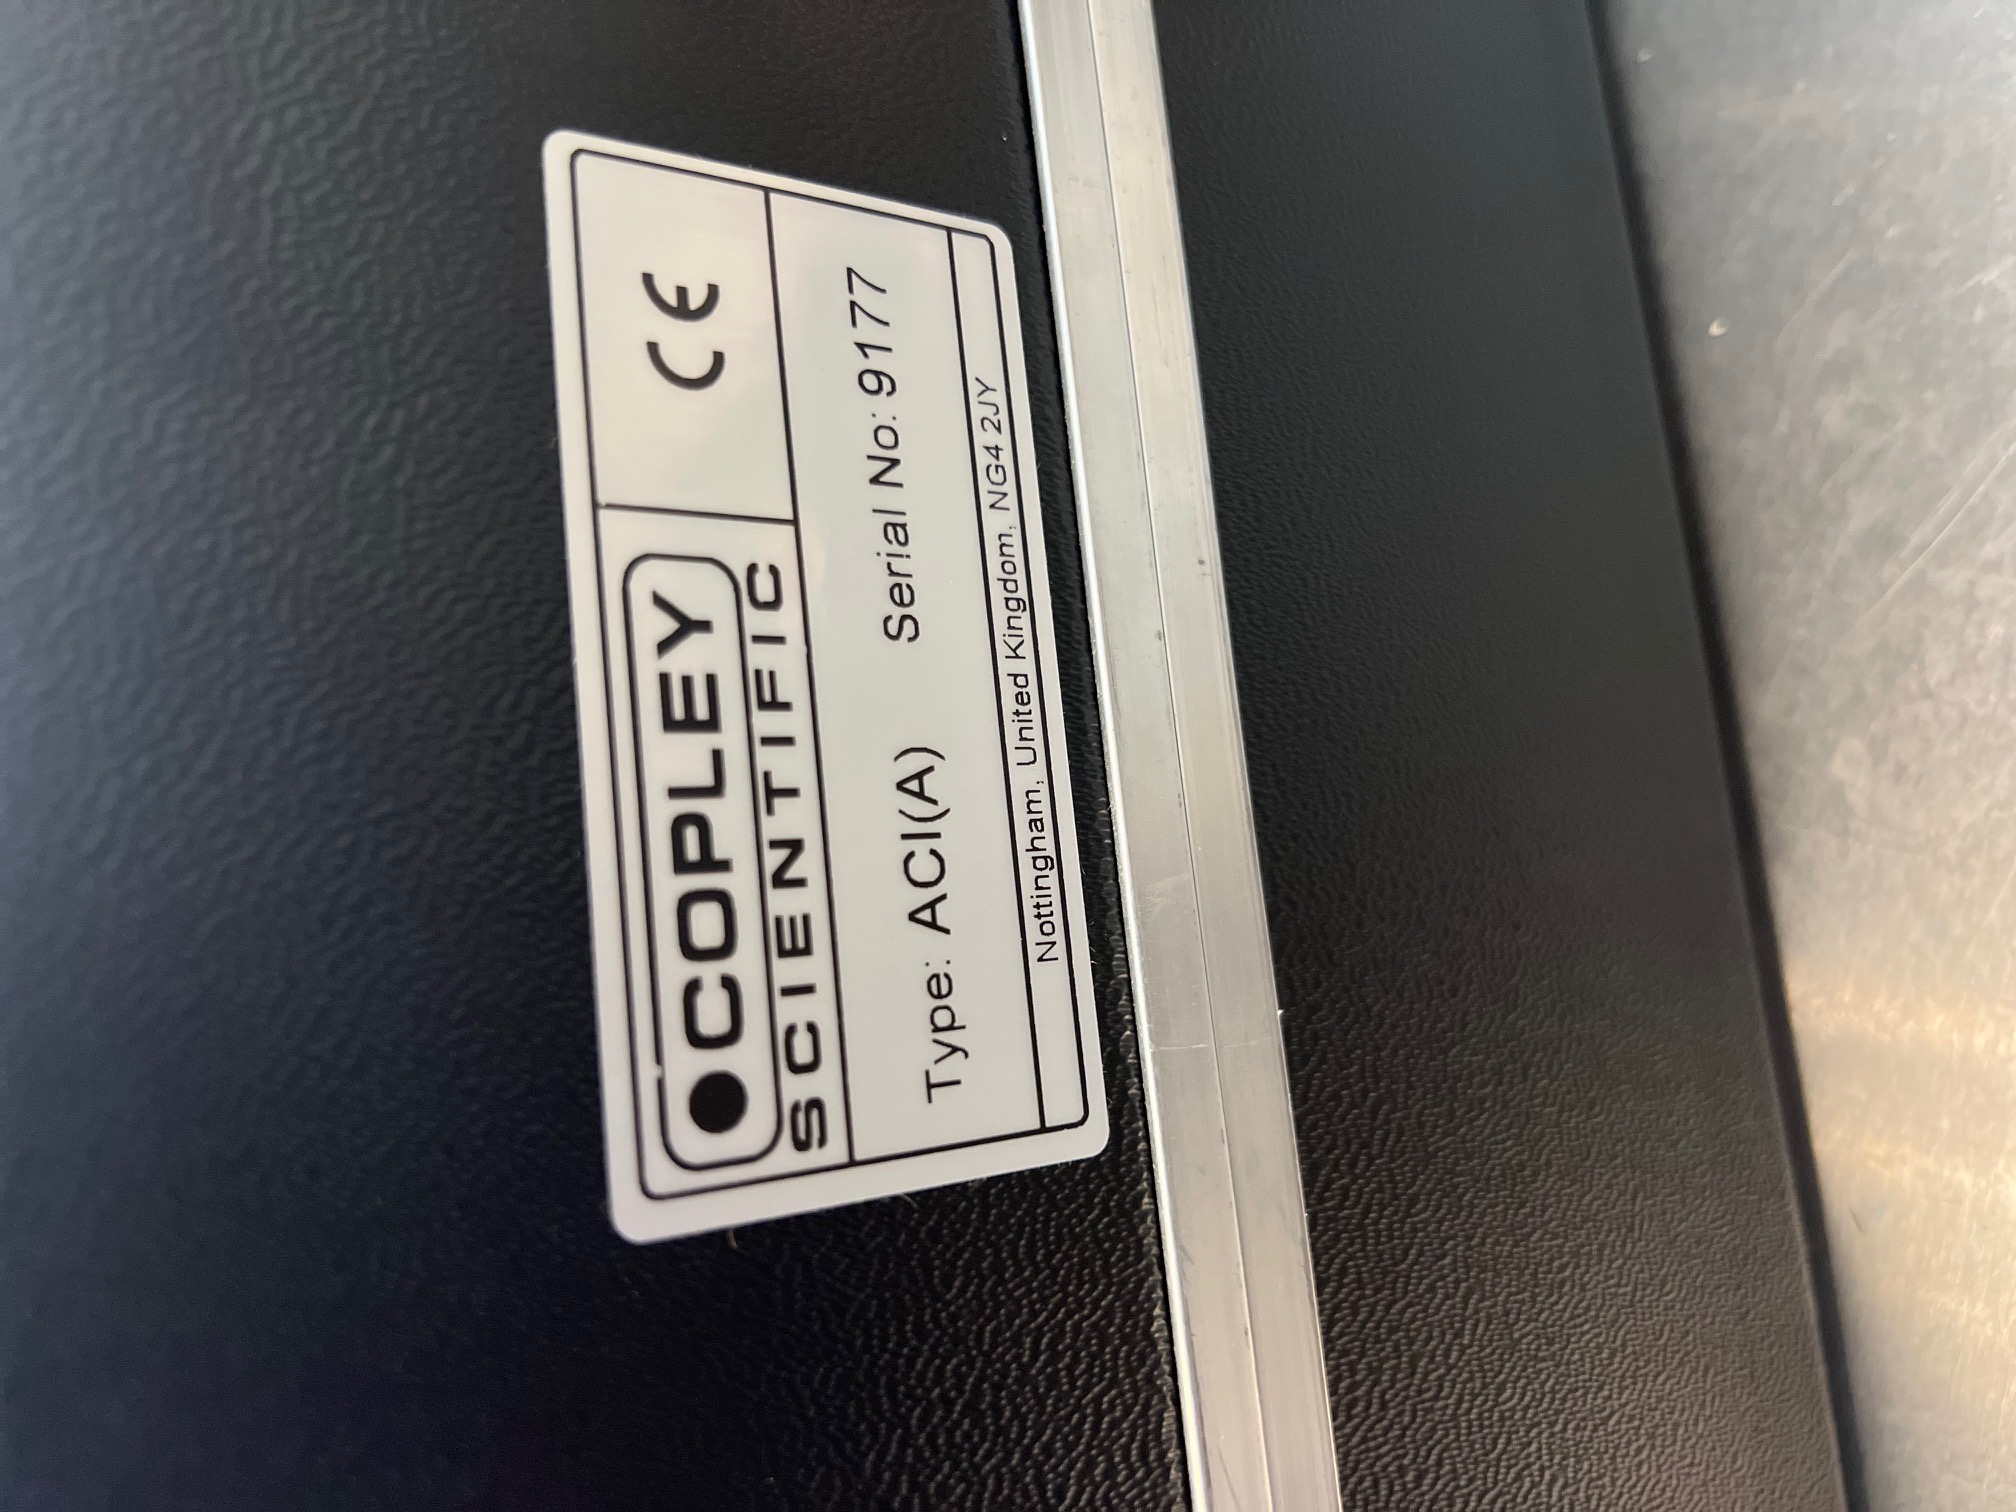 COPLEY
SCIENTIFIC
CE
Type: ACI(A) Serial No: 9177
Nottingham, United Kingdom, NG4 2JY